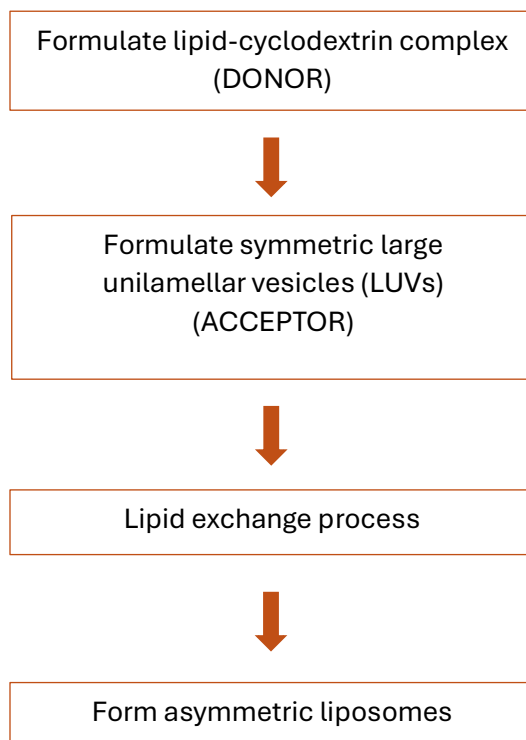 Formulate lipid-cyclodextrin complex
(DONOR)
Formulate symmetric large
unilamellar vesicles (LUVs)
(ACCEPTOR)
Lipid exchange process
Form asymmetric liposomes